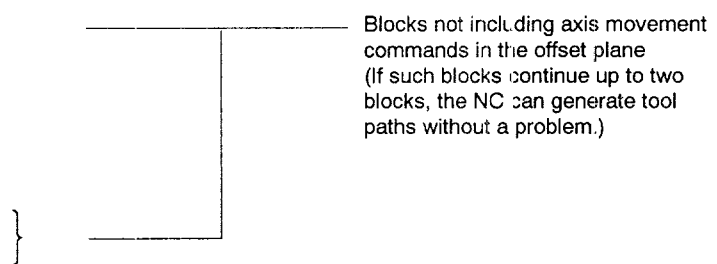 Blocks not including axis movement
commands in the offset plane
(If such blocks continue up to two
blocks, the NC can generate tool
paths without a problem.)